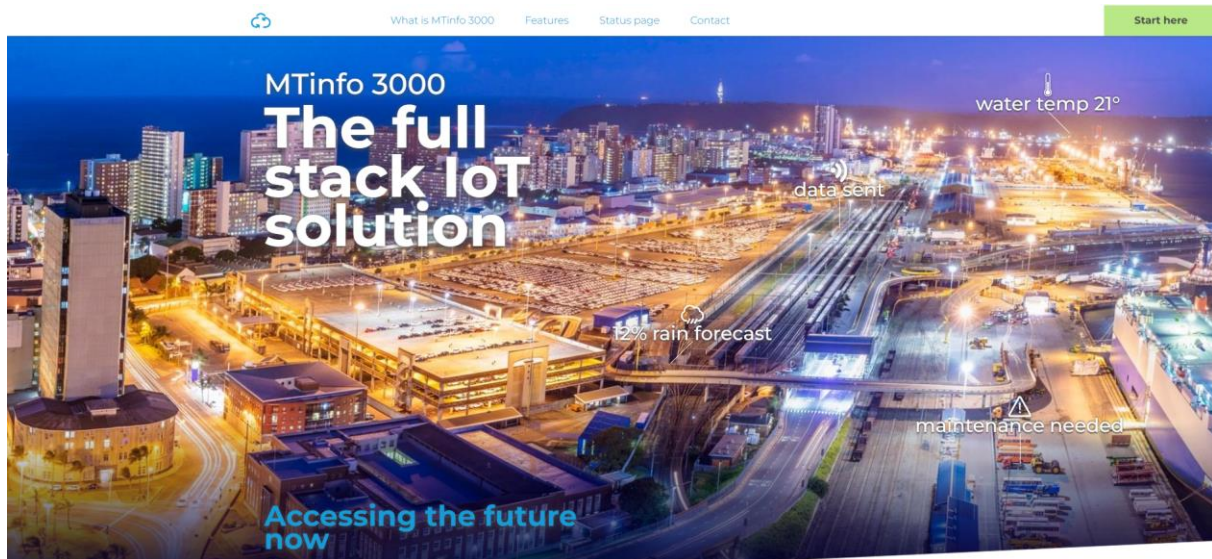 What is MTinfo 3000 Features Status page Contact Start here
MTinfo 3000
The full
stack IoT
solution
water temp 21°
data sent
12% rain forecast
maintenance needed
Accessing the future
now